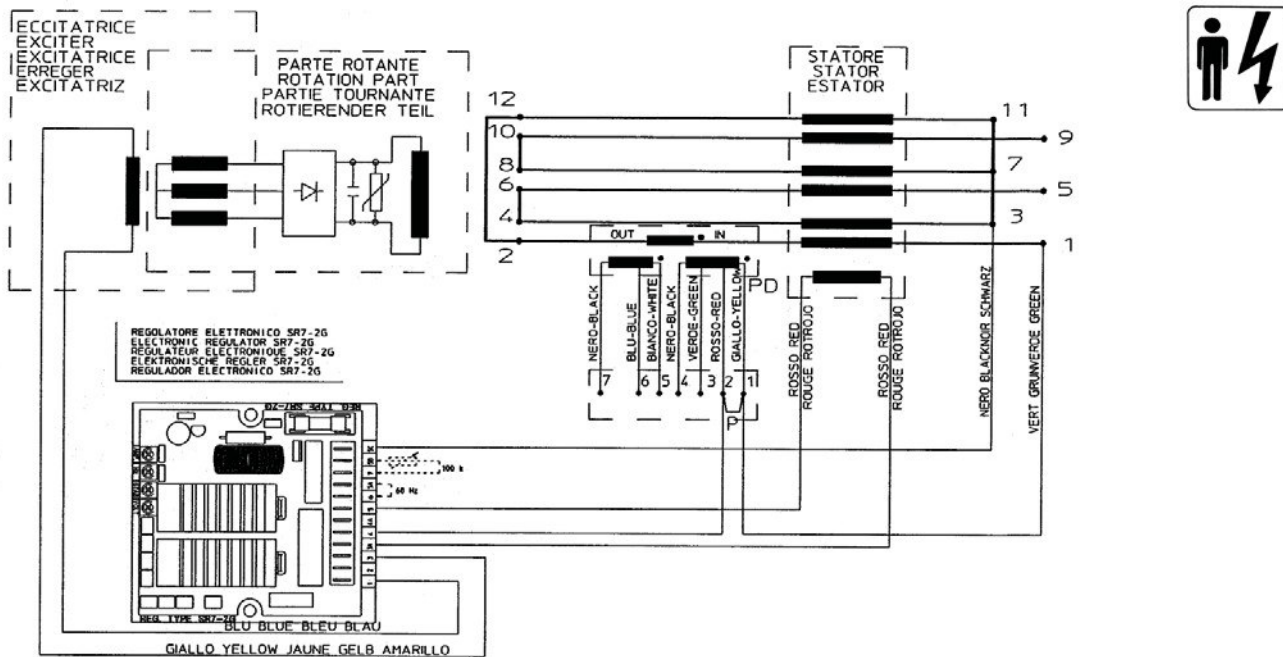 ECCITATRICE
EXCITER
EXCITATRICE
ERREGER
EXCITATRIZ
PARTE ROTANTE
ROTATION PART
PARTIE TOURNANTE
ROTIERENDER TEIL
STATORE
STATOR
ESTATOR
12
11
10
9
8
7
6
5
4
3
2
1
OUT
IN
PD
NERO-BLACK
BLU-BLUE
BIANCO-WHITE
NERO-BLACK
VERDE-GREEN
ROSSO-RED
GIALLO-YELLOW
7 6 5 4 3 2 1
P
ROSSO RED
ROUGE ROTROJO
ROSSO RED
ROUGE ROTROJO
NERO BLACKNOIR SCHWARZ
VERT GRUNVERDE GREEN
REGOLATORE ELETTRONICO SR7-2G
ELECTRONIC REGULATOR SR7-2G
REGULATEUR ELECTRONIQUE SR7-2G
ELEKTRONISCHE REGLER SR7-2G
REGULADOR ELECTRONICO SR7-2G
REG TYPE SR7-2G
100 k
60 Hz
REG. TYPE SR7-2G
BLU BLUE BLEU BLAU
GIALLO YELLOW JAUNE GELB AMARILLO